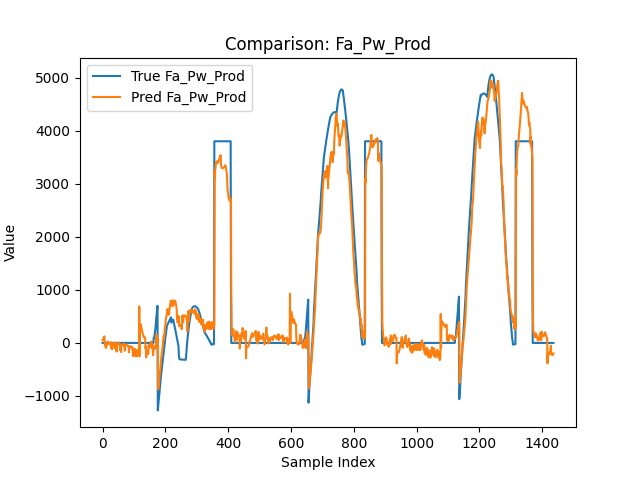 Comparison: Fa_Pw_Prod
True Fa_Pw_Prod
Pred Fa_Pw_Prod
Value
5000
4000
3000
2000
1000
0
−1000
0 200 400 600 800 1000 1200 1400
Sample Index